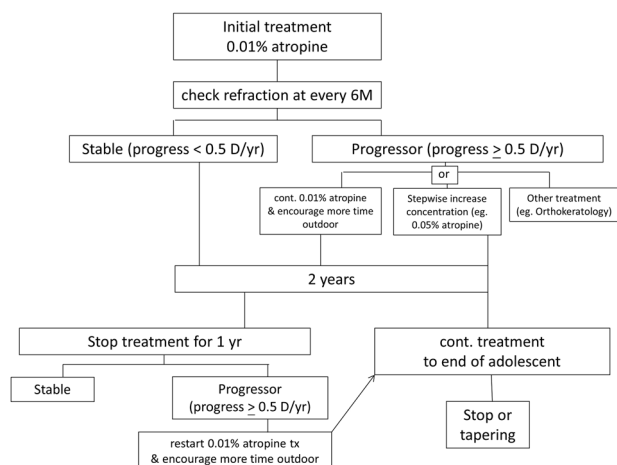 Initial treatment
0.01% atropine
check refraction at every 6M
Stable (progress < 0.5 D/yr)
Progressor (progress ≥ 0.5 D/yr)
or
cont. 0.01% atropine
& encourage more time
outdoor
Stepwise increase
concentration (eg.
0.05% atropine)
Other treatment
(eg. Orthokeratology)
2 years
Stop treatment for 1 yr
cont. treatment
to end of adolescent
Stable
Progressor
(progress ≥ 0.5 D/yr)
Stop or
tapering
restart 0.01% atropine tx
& encourage more time outdoor